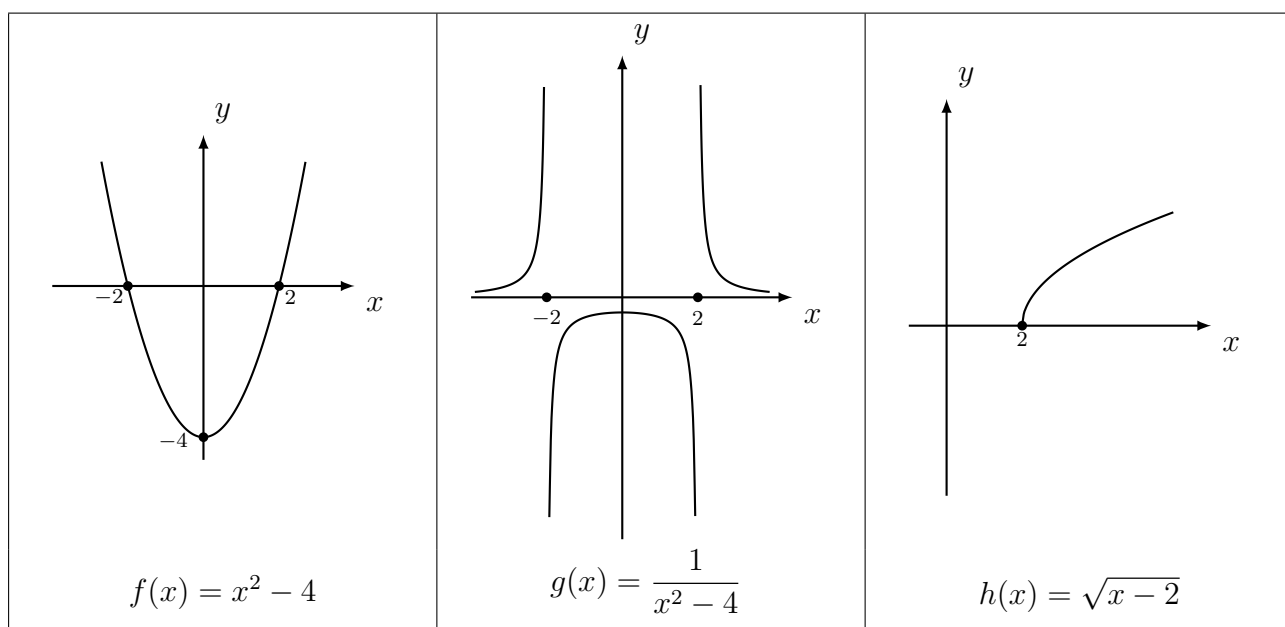 y
x
−2
2
−4
f(x) = x² − 4
y
x
−2
2
g(x) = 1/(x² − 4)
y
x
2
h(x) = √(x − 2)